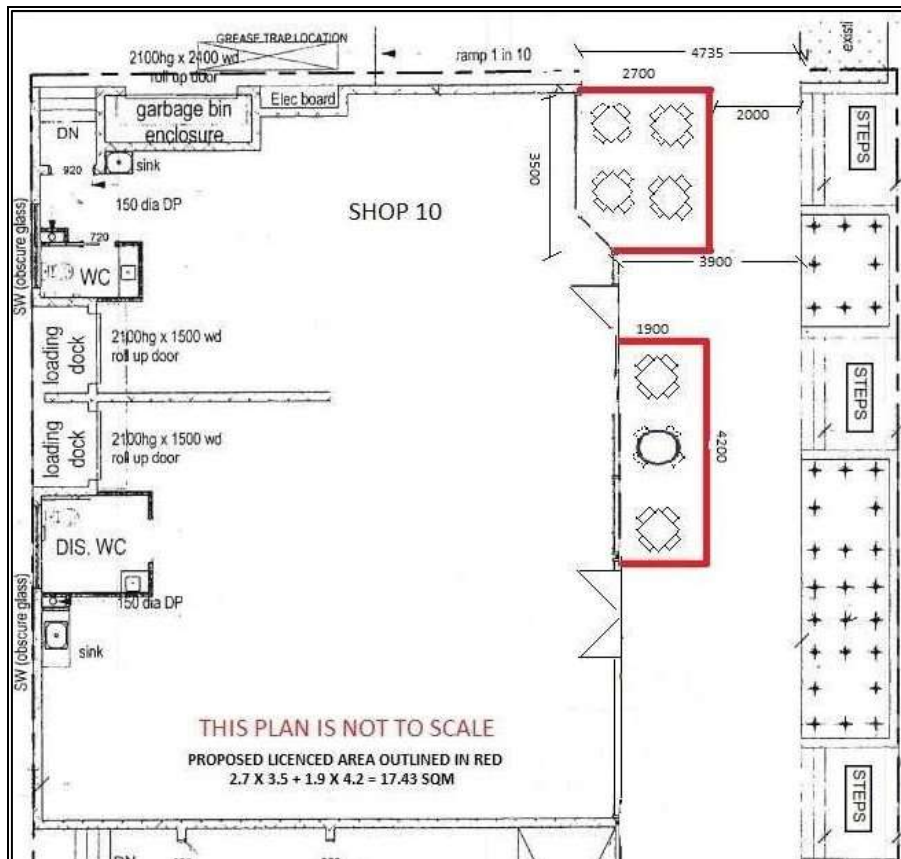 GREASE TRAP LOCATION
2100hg x 2400 wd
roll up door
ramp 1 in 10
4735
2700
2000
garbage bin
enclosure
Elec board
DN
sink
920
150 dia DP
3500
SHOP 10
STEPS
SW (obscure glass)
720
WC
3900
loading
dock
2100hg x 1500 wd
roll up door
1900
STEPS
loading
dock
2100hg x 1500 wd
roll up door
4200
DIS. WC
150 dia DP
SW (obscure glass)
sink
THIS PLAN IS NOT TO SCALE
PROPOSED LICENCED AREA OUTLINED IN RED
2.7 X 3.5 + 1.9 X 4.2 = 17.43 SQM
STEPS